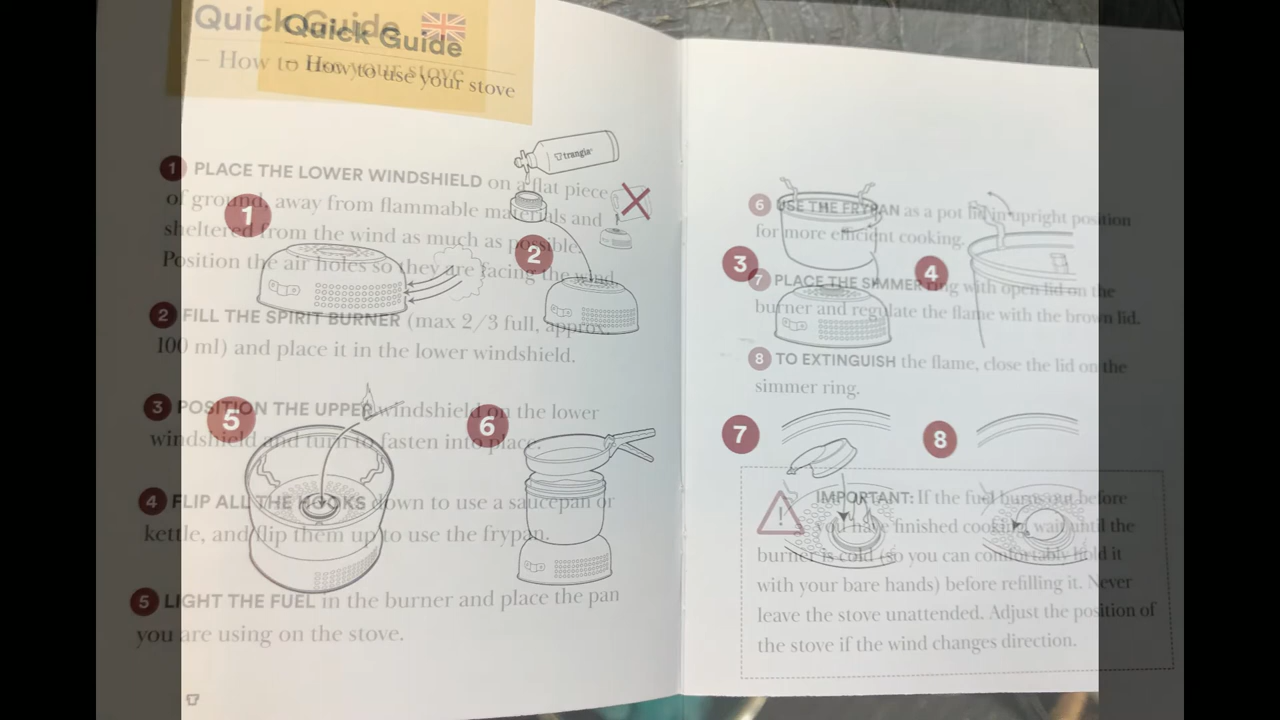 Quick Guide
– How to use your stove
Quick Guide
– How to use your stove
1 PLACE THE LOWER WINDSHIELD on a flat piece
of ground, away from flammable materials and
sheltered from the wind as much as possible.
Position the air holes so they are facing the wind.
2 FILL THE SPIRIT BURNER (max 2/3 full, approx.
100 ml) and place it in the lower windshield.
3 POSITION THE UPPER windshield on the lower
windshield and turn to fasten into place.
4 FLIP ALL THE HOOKS down to use a saucepan or
kettle, and flip them up to use the frypan.
5 LIGHT THE FUEL in the burner and place the pan
you are using on the stove.
trangia
1
2
5
6
6 USE THE FRYPAN as a pot lid in upright position
for more efficient cooking.
7 PLACE THE SIMMER ring with open lid on the
burner and regulate the flame with the brown lid.
8 TO EXTINGUISH the flame, close the lid on the
simmer ring.
3
4
7
8
IMPORTANT: If the fuel burns out before
you have finished cooking, wait until the
burner is cold (so you can comfortably hold it
with your bare hands) before refilling it. Never
leave the stove unattended. Adjust the position of
the stove if the wind changes direction.